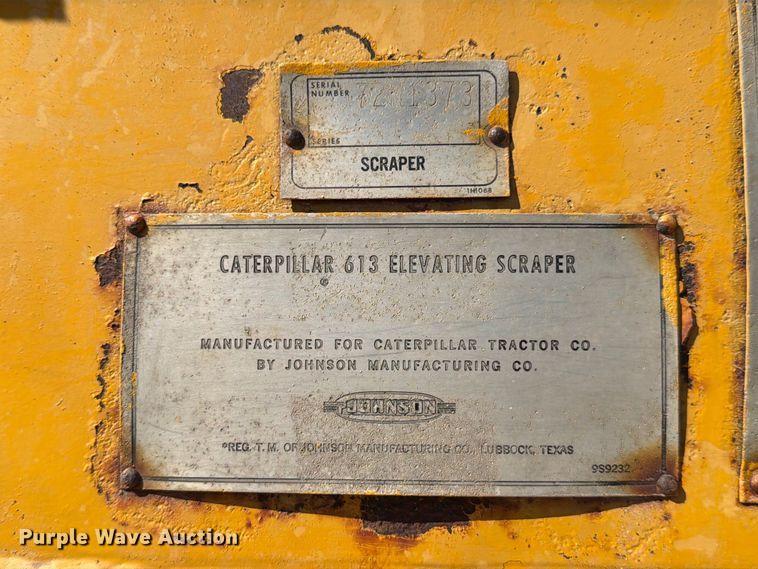 SERIAL
NUMBER
SERIES
SCRAPER
1H1068
CATERPILLAR 613 ELEVATING SCRAPER
®
MANUFACTURED FOR CATERPILLAR TRACTOR CO.
BY JOHNSON MANUFACTURING CO.
JOHNSON
®REG. T. M. OF JOHNSON MANUFACTURING CO., LUBBOCK, TEXAS
9S9232
Purple Wave Auction